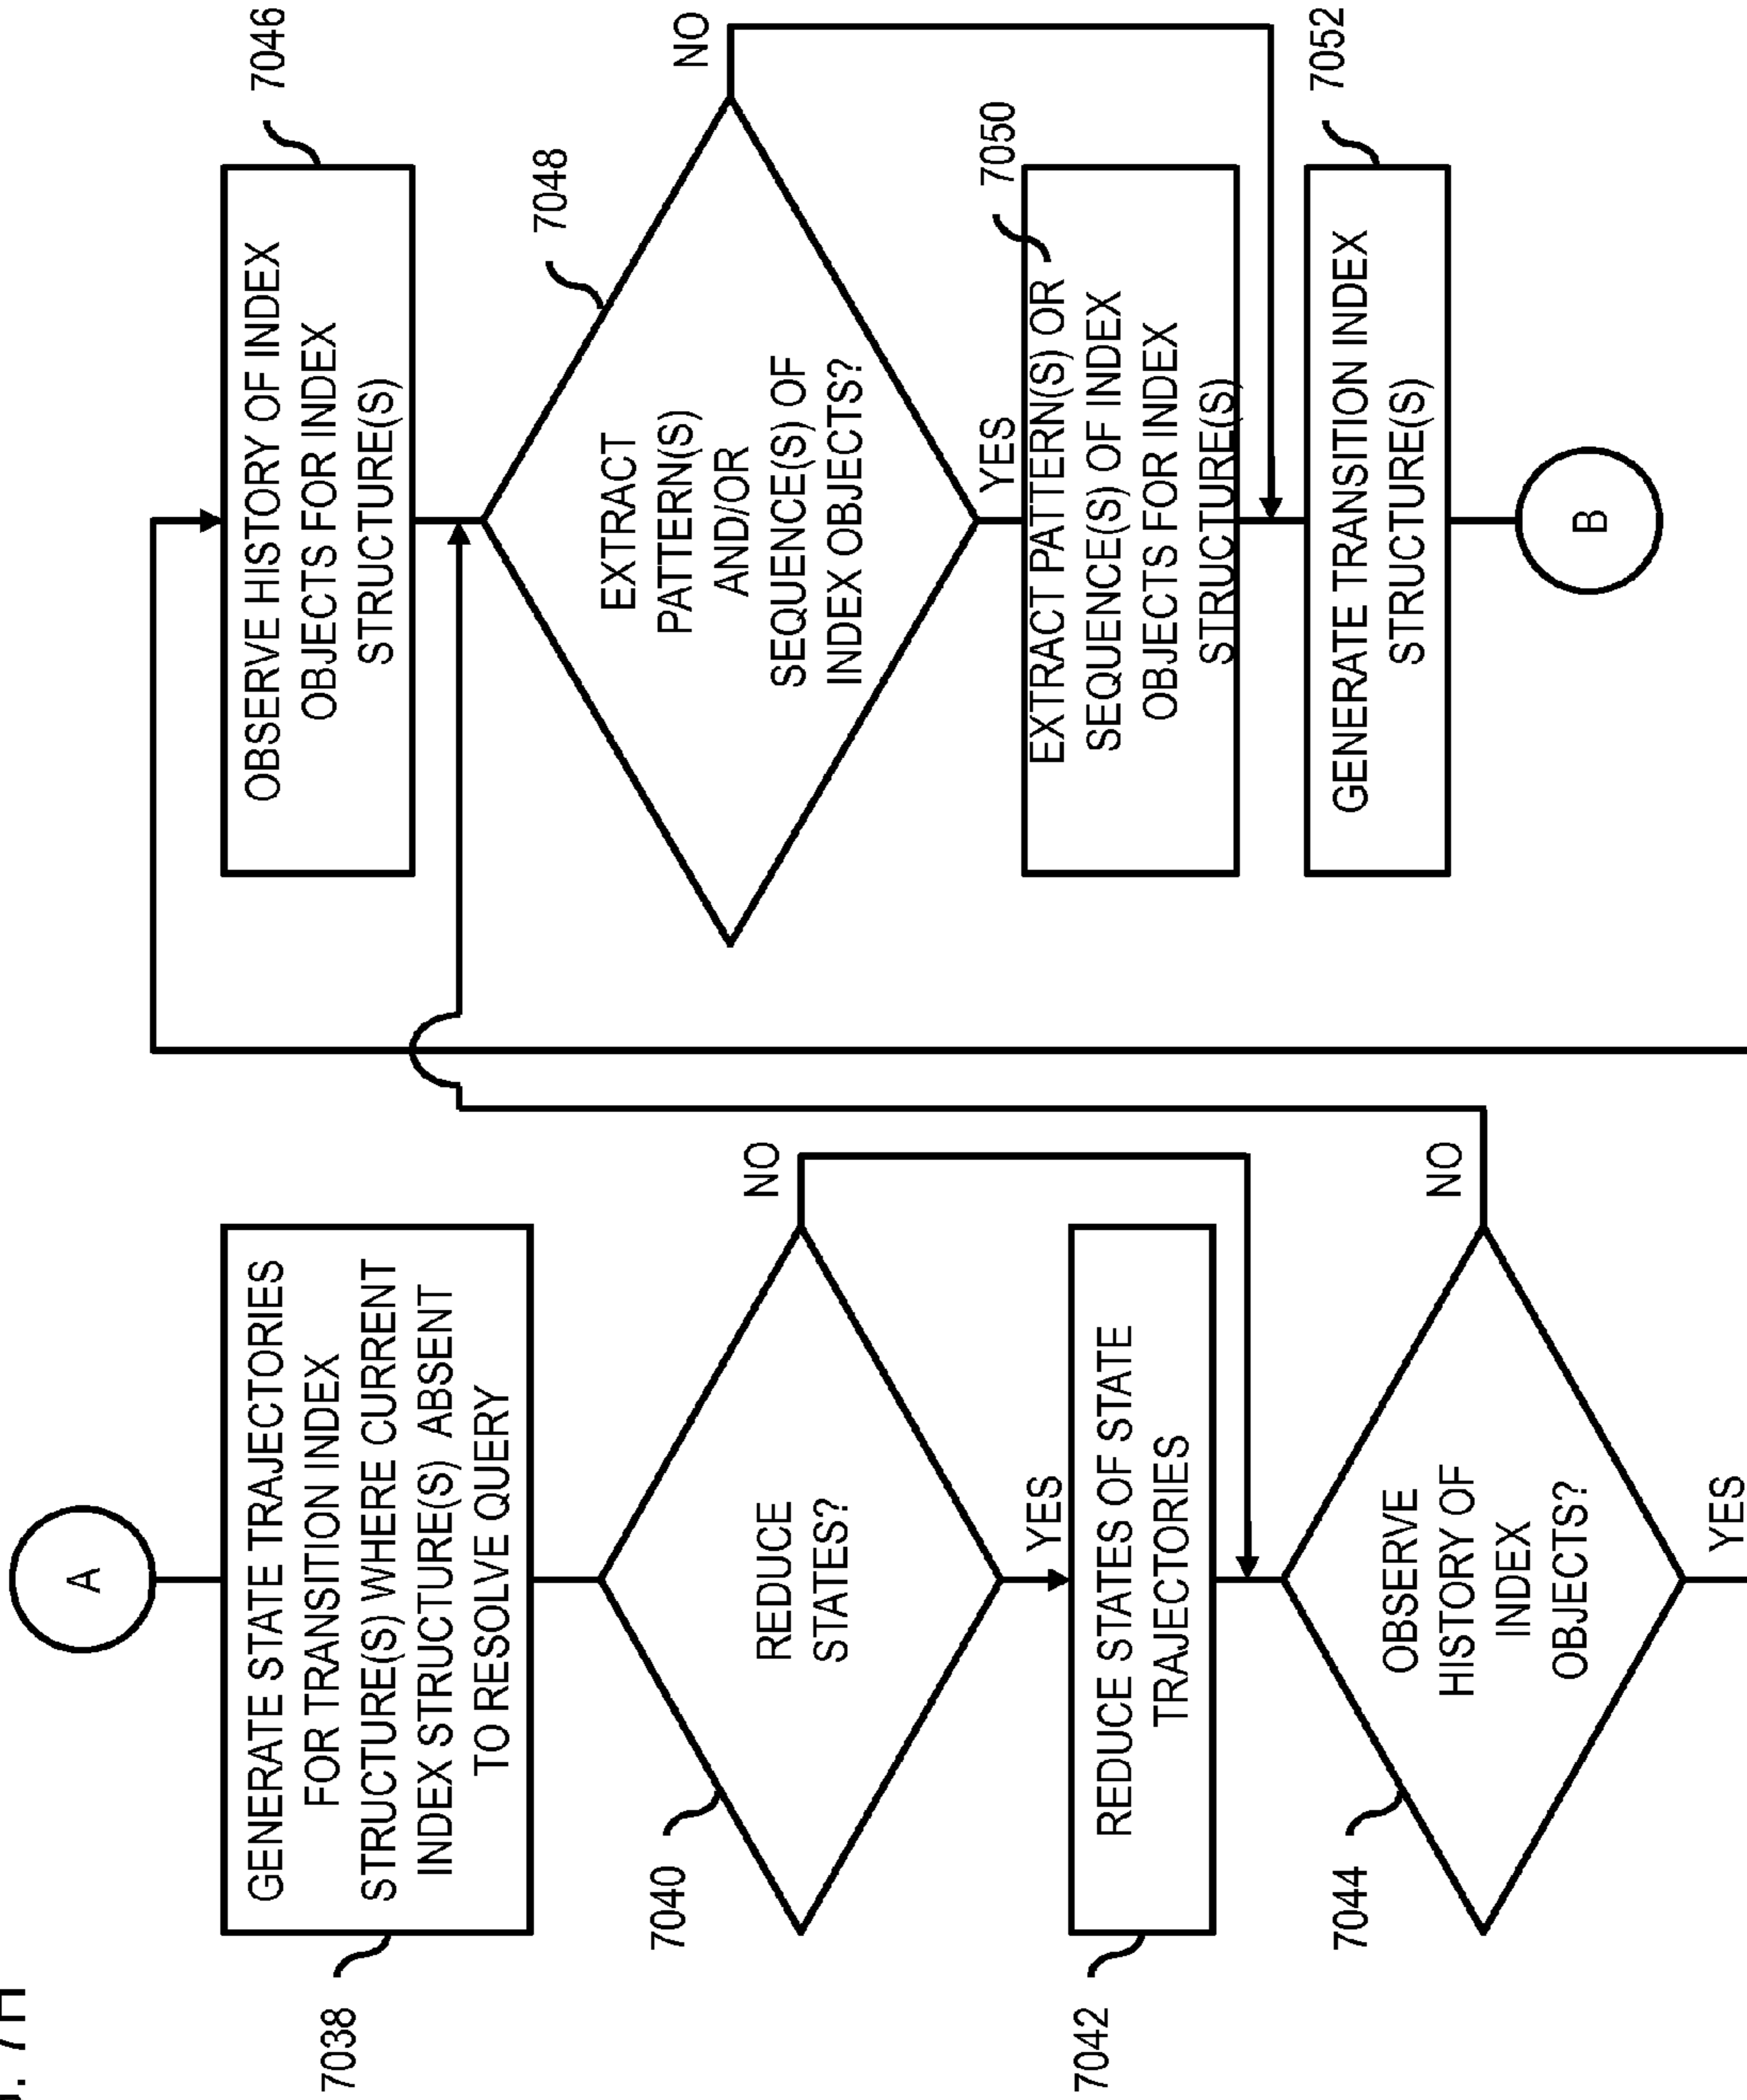 A
GENERATE STATE TRAJECTORIES
FOR TRANSITION INDEX
STRUCTURE(S) WHERE CURRENT
INDEX STRUCTURE(S) ABSENT
TO RESOLVE QUERY
7038
REDUCE
STATES?
7040
NO
YES
REDUCE STATES OF STATE
TRAJECTORIES
7042
OBSERVE
HISTORY OF
INDEX
OBJECTS?
7044
NO
YES
OBSERVE HISTORY OF INDEX
OBJECTS FOR INDEX
STRUCTURE(S)
7046
EXTRACT
PATTERN(S)
AND/OR
SEQUENCE(S) OF
INDEX OBJECTS?
7048
NO
YES
7050
EXTRACT PATTERN(S) OR
SEQUENCE(S) OF INDEX
OBJECTS FOR INDEX
STRUCTURE(S)
GENERATE TRANSITION INDEX
STRUCTURE(S)
7052
B